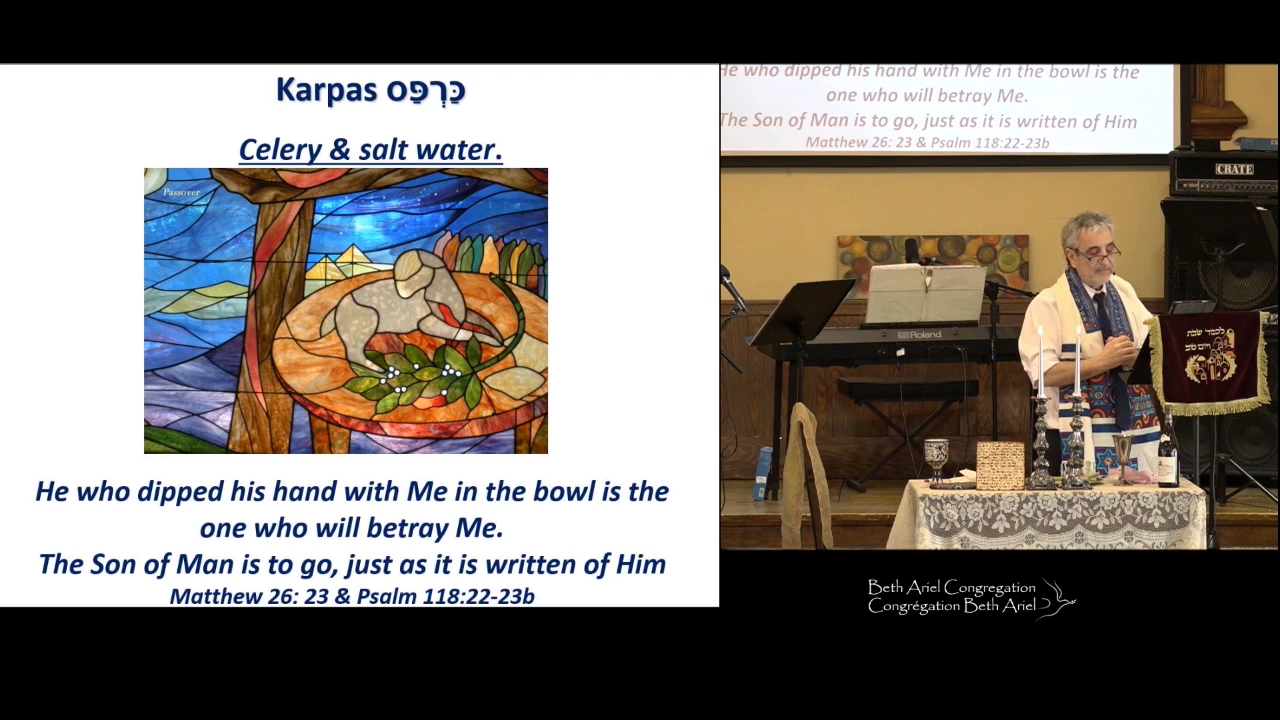 Karpas כַּרְפַּס
Celery & salt water.
Passover
He who dipped his hand with Me in the bowl is the
one who will betray Me.
The Son of Man is to go, just as it is written of Him
Matthew 26: 23 & Psalm 118:22-23b
He who dipped his hand with Me in the bowl is the
one who will betray Me.
The Son of Man is to go, just as it is written of Him
Matthew 26: 23 & Psalm 118:22-23b
CRATE
Roland
לכבוד שבת
ויום טוב
Beth Ariel Congregation
Congrégation Beth Ariel